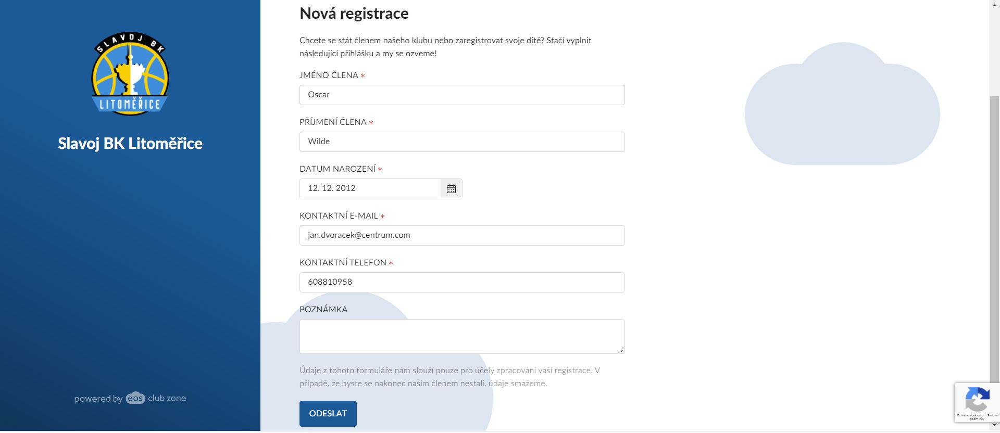 SLAVOJ BK
LITOMĚŘICE
Slavoj BK Litoměřice
powered by eos club zone
Nová registrace
Chcete se stát členem našeho klubu nebo zaregistrovat svoje dítě? Stačí vyplnit
následující přihlášku a my se ozveme!
JMÉNO ČLENA *
Oscar
PŘÍJMENÍ ČLENA *
Wilde
DATUM NAROZENÍ *
12. 12. 2012
KONTAKTNÍ E-MAIL *
jan.dvoracek@centrum.com
KONTAKTNÍ TELEFON *
608810958
POZNÁMKA
Údaje z tohoto formuláře nám slouží pouze pro účely zpracování vaší registrace. V
případě, že byste se nakonec naším členem nestali, údaje smažeme.
ODESLAT
Ochrana soukromí - Smluvní
podmínky